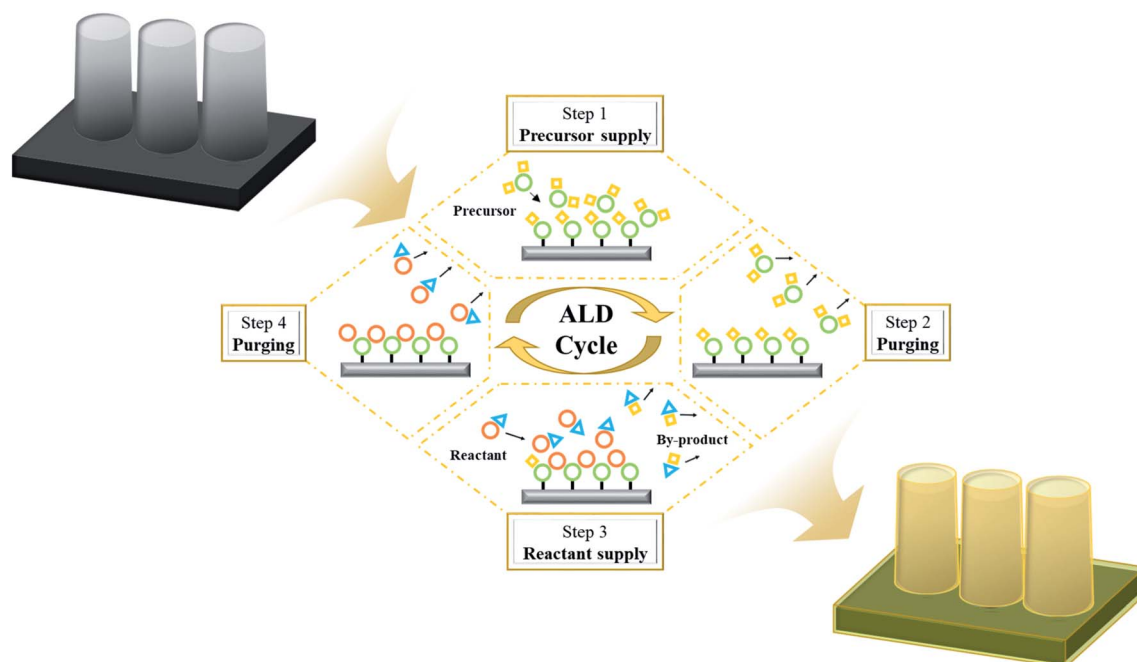 Step 1
Precursor supply
Precursor
Step 4
Purging
ALD
Cycle
Step 2
Purging
Reactant
By-product
Step 3
Reactant supply